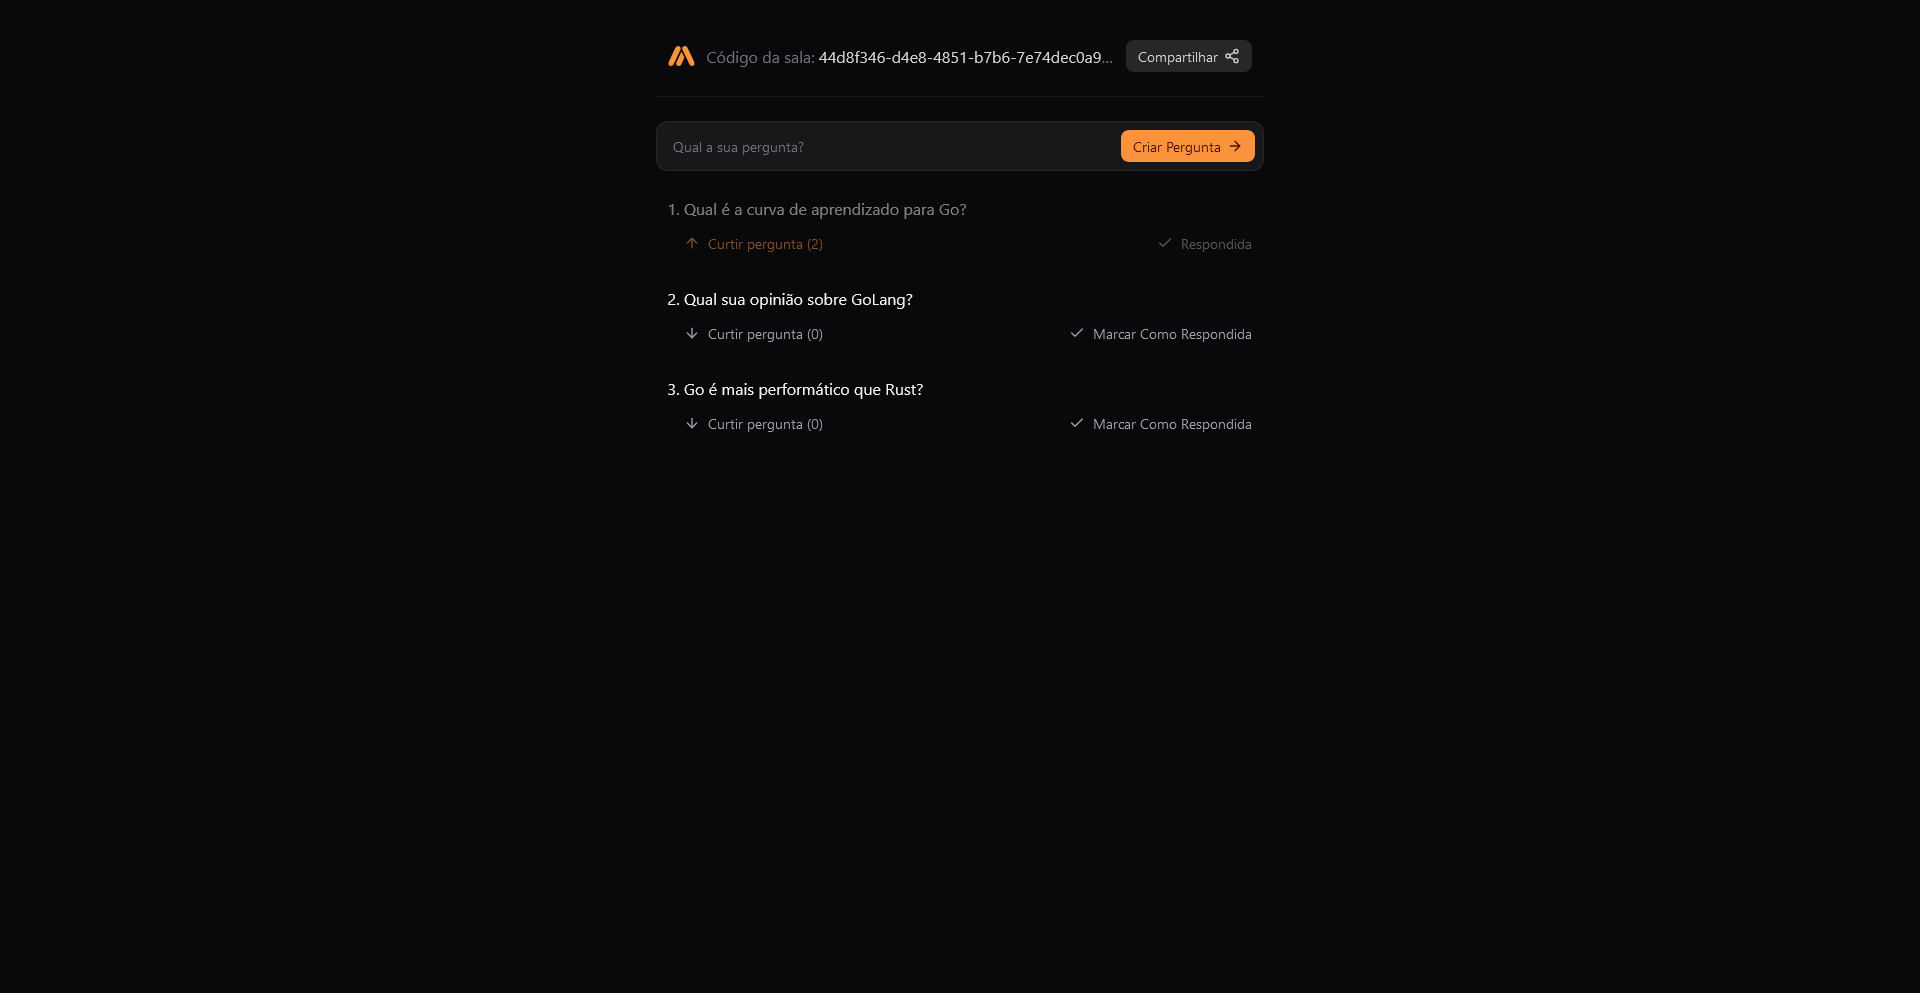 Código da sala: 44d8f346-d4e8-4851-b7b6-7e74dec0a9... Compartilhar
Qual a sua pergunta? Criar Pergunta
1. Qual é a curva de aprendizado para Go?
Curtir pergunta (2) Respondida
2. Qual sua opinião sobre GoLang?
Curtir pergunta (0) Marcar Como Respondida
3. Go é mais performático que Rust?
Curtir pergunta (0) Marcar Como Respondida